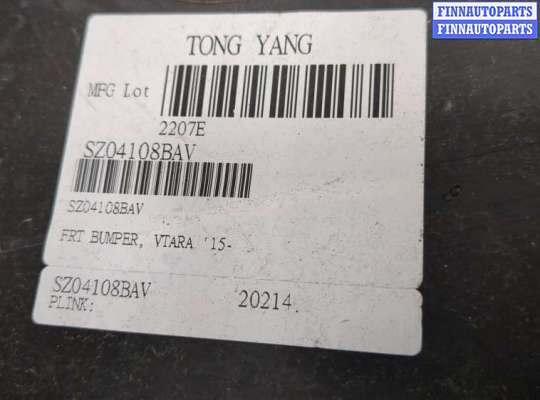 FINNAUTOPARTS
FINNAUTOPARTS
TONG YANG
MFG Lot
2207E
SZ04108BAV
SZ04108BAV
FRT BUMPER, VTARA '15-
SZ04108BAV 20214
PLINK: